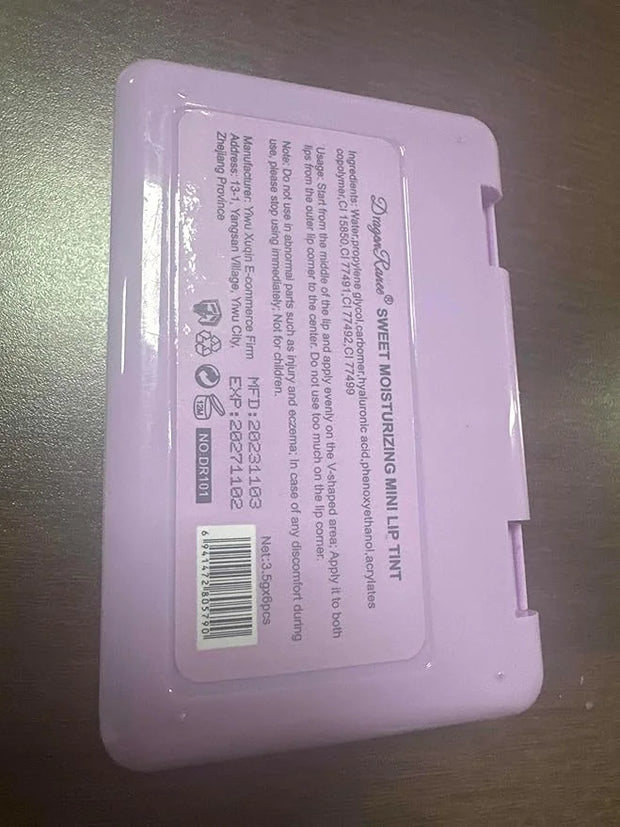 DragonRanee® SWEET MOISTURIZING MINI LIP TINT
Ingredients: Water,propylene glycol,carbomer,hyaluronic acid,phenoxyethanol,acrylates
copolymer,CI 15850,CI 77491,CI 77492,CI 77499
Usage: Start from the middle of the lip and apply evenly on the V-shaped area; Apply it to both
lips from the outer lip corner to the center. Do not use too much on the lip corner.
Note: Do not use in abnormal parts such as injury and eczema; In case of any discomfort during
use, please stop using immediately; Not for children.
Manufacturer: Yiwu Xuqin E-commerce Firm
Address: 13-1, Yangsan Village, Yiwu City,
Zhejiang Province
MFD:20231103
EXP:20271102
12M
NO.DR101
Net:3.5gx6pcs
6941472805790